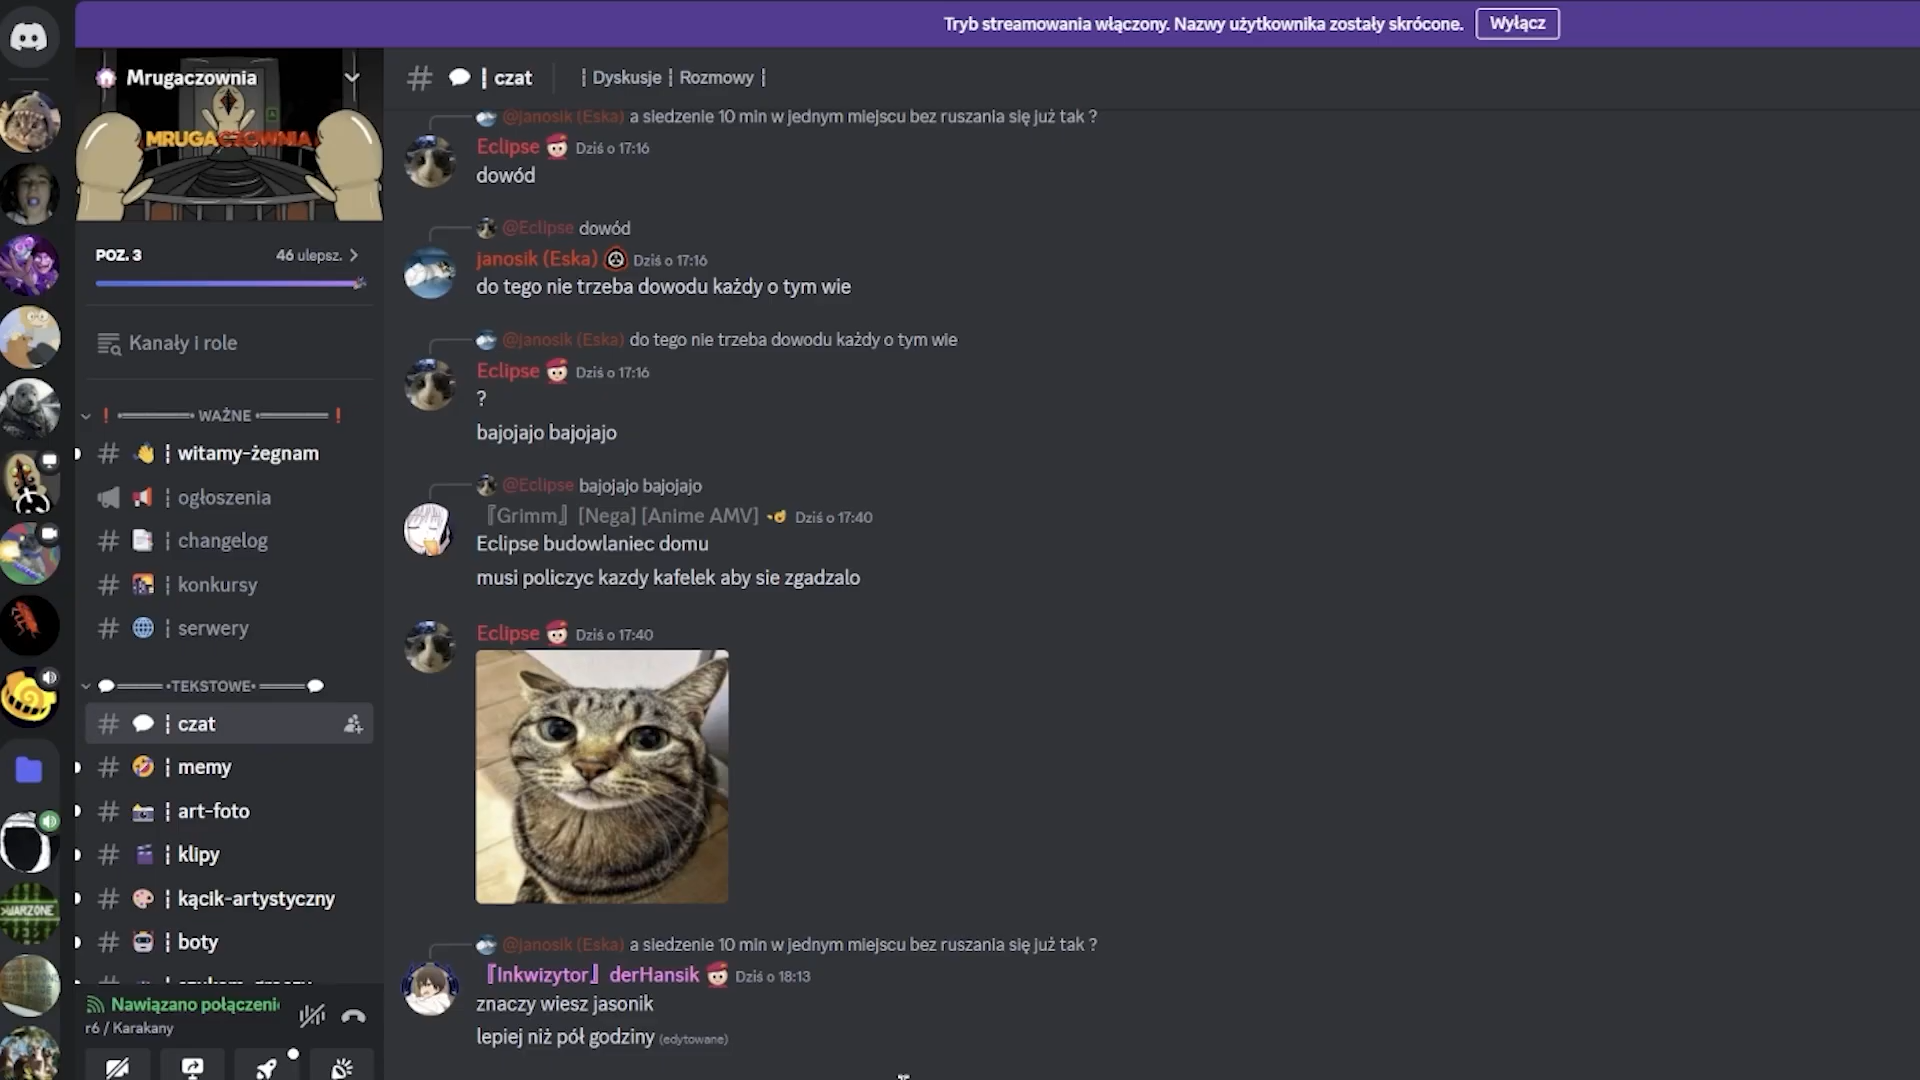 Tryb streamowania włączony. Nazwy użytkownika zostały skrócone. Wyłącz
Mrugaczownia
MRUGACZOWNIA
POZ. 3 46 ulepsz.
Kanały i role
WAŻNE
# ¦ witamy-żegnam
¦ ogłoszenia
# ¦ changelog
# ¦ konkursy
# ¦ serwery
•TEKSTOWE•
# ¦ czat
# ¦ memy
# ¦ art-foto
# ¦ klipy
# ¦ kącik-artystyczny
# ¦ boty
Nawiązano połączeni
r6 / Karakany
>WARZONE
# ¦ czat ¦ Dyskusje ¦ Rozmowy ¦
@janosik (Eska) a siedzenie 10 min w jednym miejscu bez ruszania się już tak ?
Eclipse Dziś o 17:16
dowód
@Eclipse dowód
janosik (Eska) Dziś o 17:16
do tego nie trzeba dowodu każdy o tym wie
@janosik (Eska) do tego nie trzeba dowodu każdy o tym wie
Eclipse Dziś o 17:16
?
bajojajo bajojajo
@Eclipse bajojajo bajojajo
『Grimm』 [Nega] [Anime AMV] Dziś o 17:40
Eclipse budowlaniec domu
musi policzyc kazdy kafelek aby sie zgadzalo
Eclipse Dziś o 17:40
@janosik (Eska) a siedzenie 10 min w jednym miejscu bez ruszania się już tak ?
『Inkwizytor』 derHansik Dziś o 18:13
znaczy wiesz jasonik
lepiej niż pół godziny (edytowane)